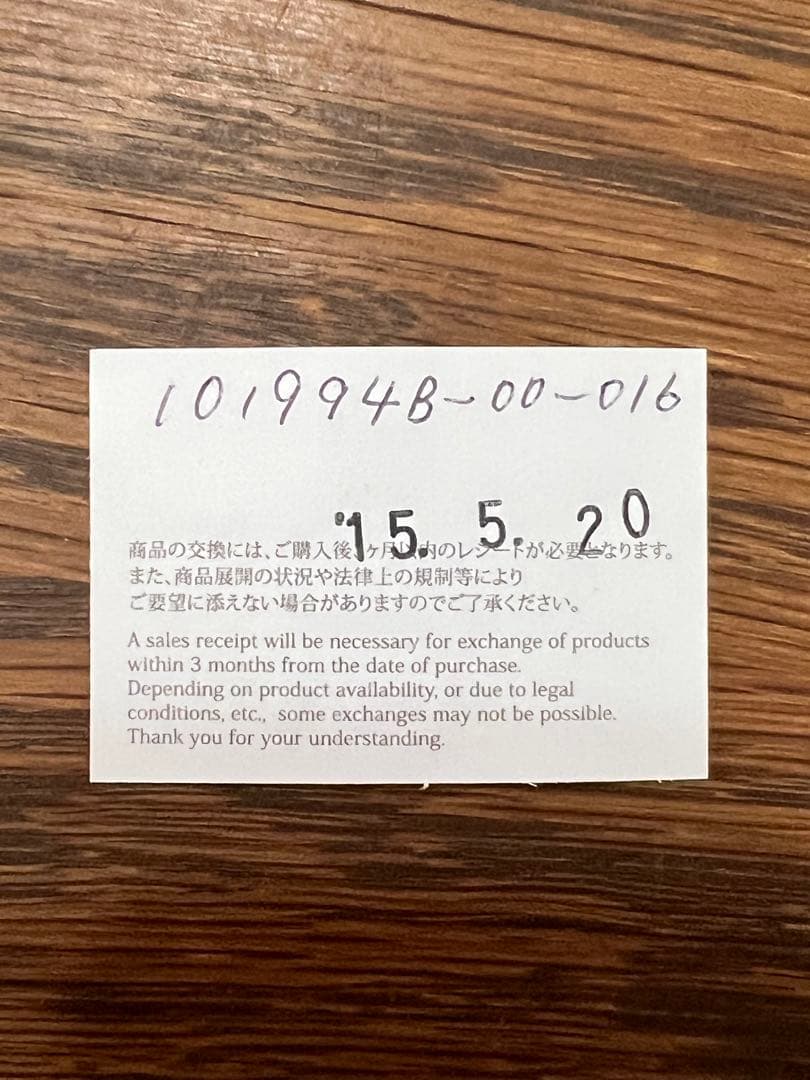 101994B-00-016
'15. 5. 20
商品の交換には、ご購入後3ヶ月以内のレシートが必要となります。
また、商品展開の状況や法律上の規制等により
ご要望に添えない場合がありますのでご了承ください。
A sales receipt will be necessary for exchange of products
within 3 months from the date of purchase.
Depending on product availability, or due to legal
conditions, etc., some exchanges may not be possible.
Thank you for your understanding.